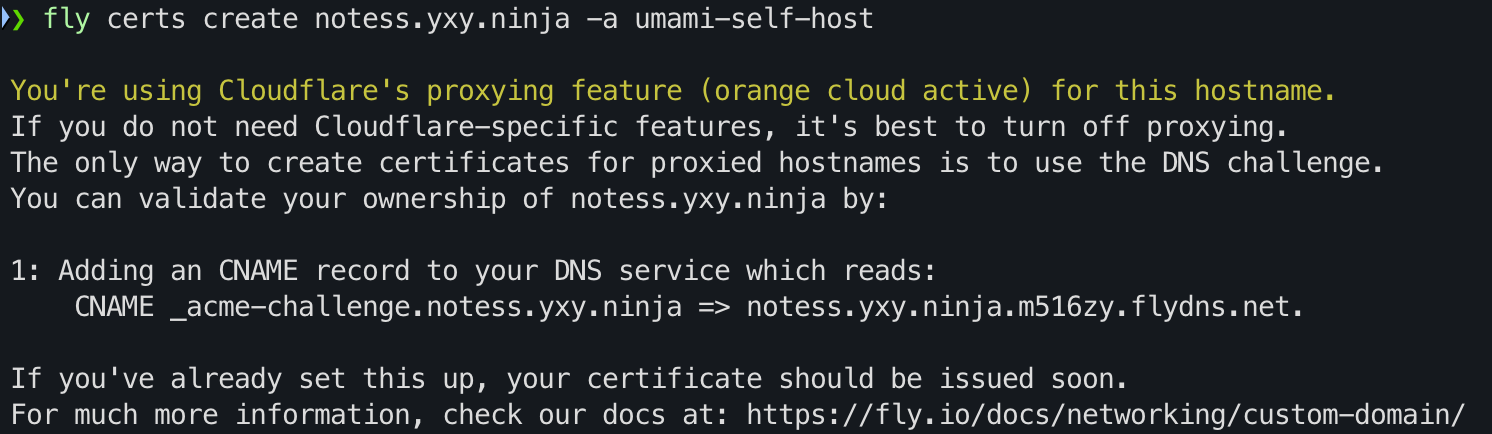 ❯ fly certs create notess.yxy.ninja -a umami-self-host
You're using Cloudflare's proxying feature (orange cloud active) for this hostname.
If you do not need Cloudflare-specific features, it's best to turn off proxying.
The only way to create certificates for proxied hostnames is to use the DNS challenge.
You can validate your ownership of notess.yxy.ninja by:
1: Adding an CNAME record to your DNS service which reads:
CNAME _acme-challenge.notess.yxy.ninja => notess.yxy.ninja.m516zy.flydns.net.
If you've already set this up, your certificate should be issued soon.
For much more information, check our docs at: https://fly.io/docs/networking/custom-domain/